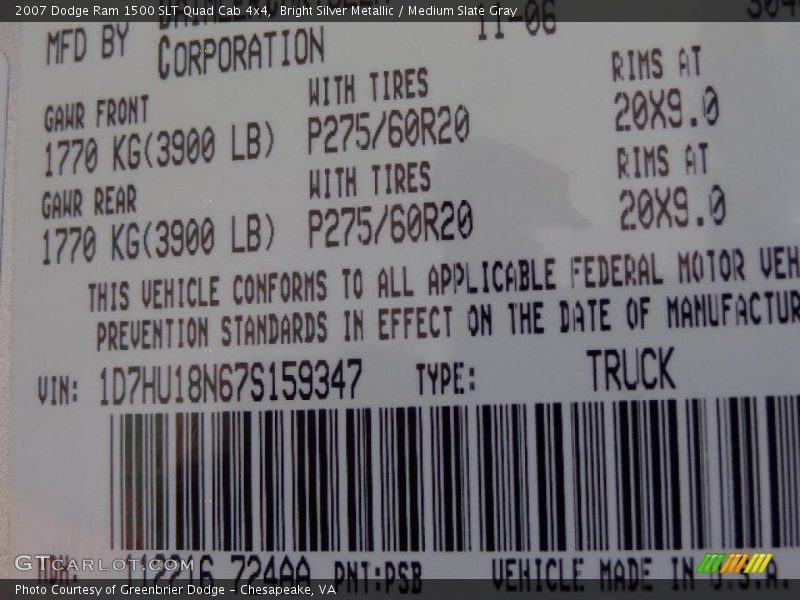 2007 Dodge Ram 1500 SLT Quad Cab 4x4, Bright Silver Metallic / Medium Slate Gray
MFD BY 11-06
CORPORATION
GAWR FRONT WITH TIRES RIMS AT
1770 KG(3900 LB) P275/60R20 20X9.0
GAWR REAR WITH TIRES RIMS AT
1770 KG(3900 LB) P275/60R20 20X9.0
THIS VEHICLE CONFORMS TO ALL APPLICABLE FEDERAL MOTOR VEH
PREVENTION STANDARDS IN EFFECT ON THE DATE OF MANUFACTUR
VIN: 1D7HU18N67S159347 TYPE: TRUCK
724AA PNT:PSB VEHICLE MADE IN U.S.A.
GTCARLOT.COM
Photo Courtesy of Greenbrier Dodge - Chesapeake, VA